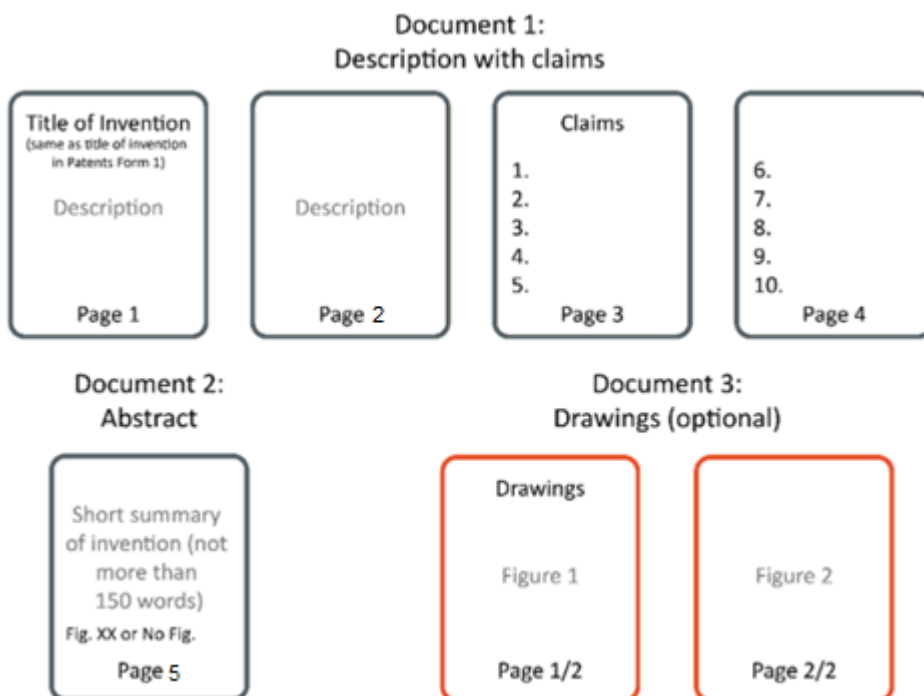 Document 1:
Description with claims
Title of Invention
(same as title of invention
in Patents Form 1)
Description
Page 1
Description
Page 2
Claims
1.
2.
3.
4.
5.
Page 3
6.
7.
8.
9.
10.
Page 4
Document 2:
Abstract
Short summary
of invention (not
more than
150 words)
Fig. XX or No Fig.
Page 5
Document 3:
Drawings (optional)
Drawings
Figure 1
Page 1/2
Figure 2
Page 2/2